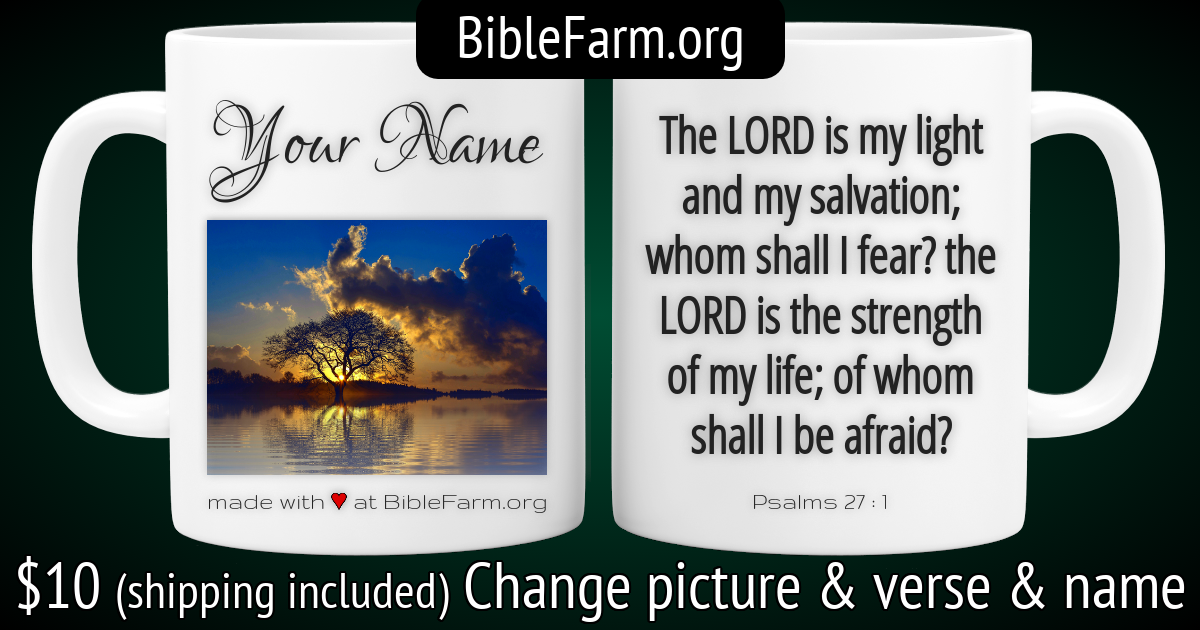 BibleFarm.org
Your Name
made with ♥ at BibleFarm.org
The LORD is my light
and my salvation;
whom shall I fear? the
LORD is the strength
of my life; of whom
shall I be afraid?
Psalms 27 : 1
$10 (shipping included) Change picture & verse & name